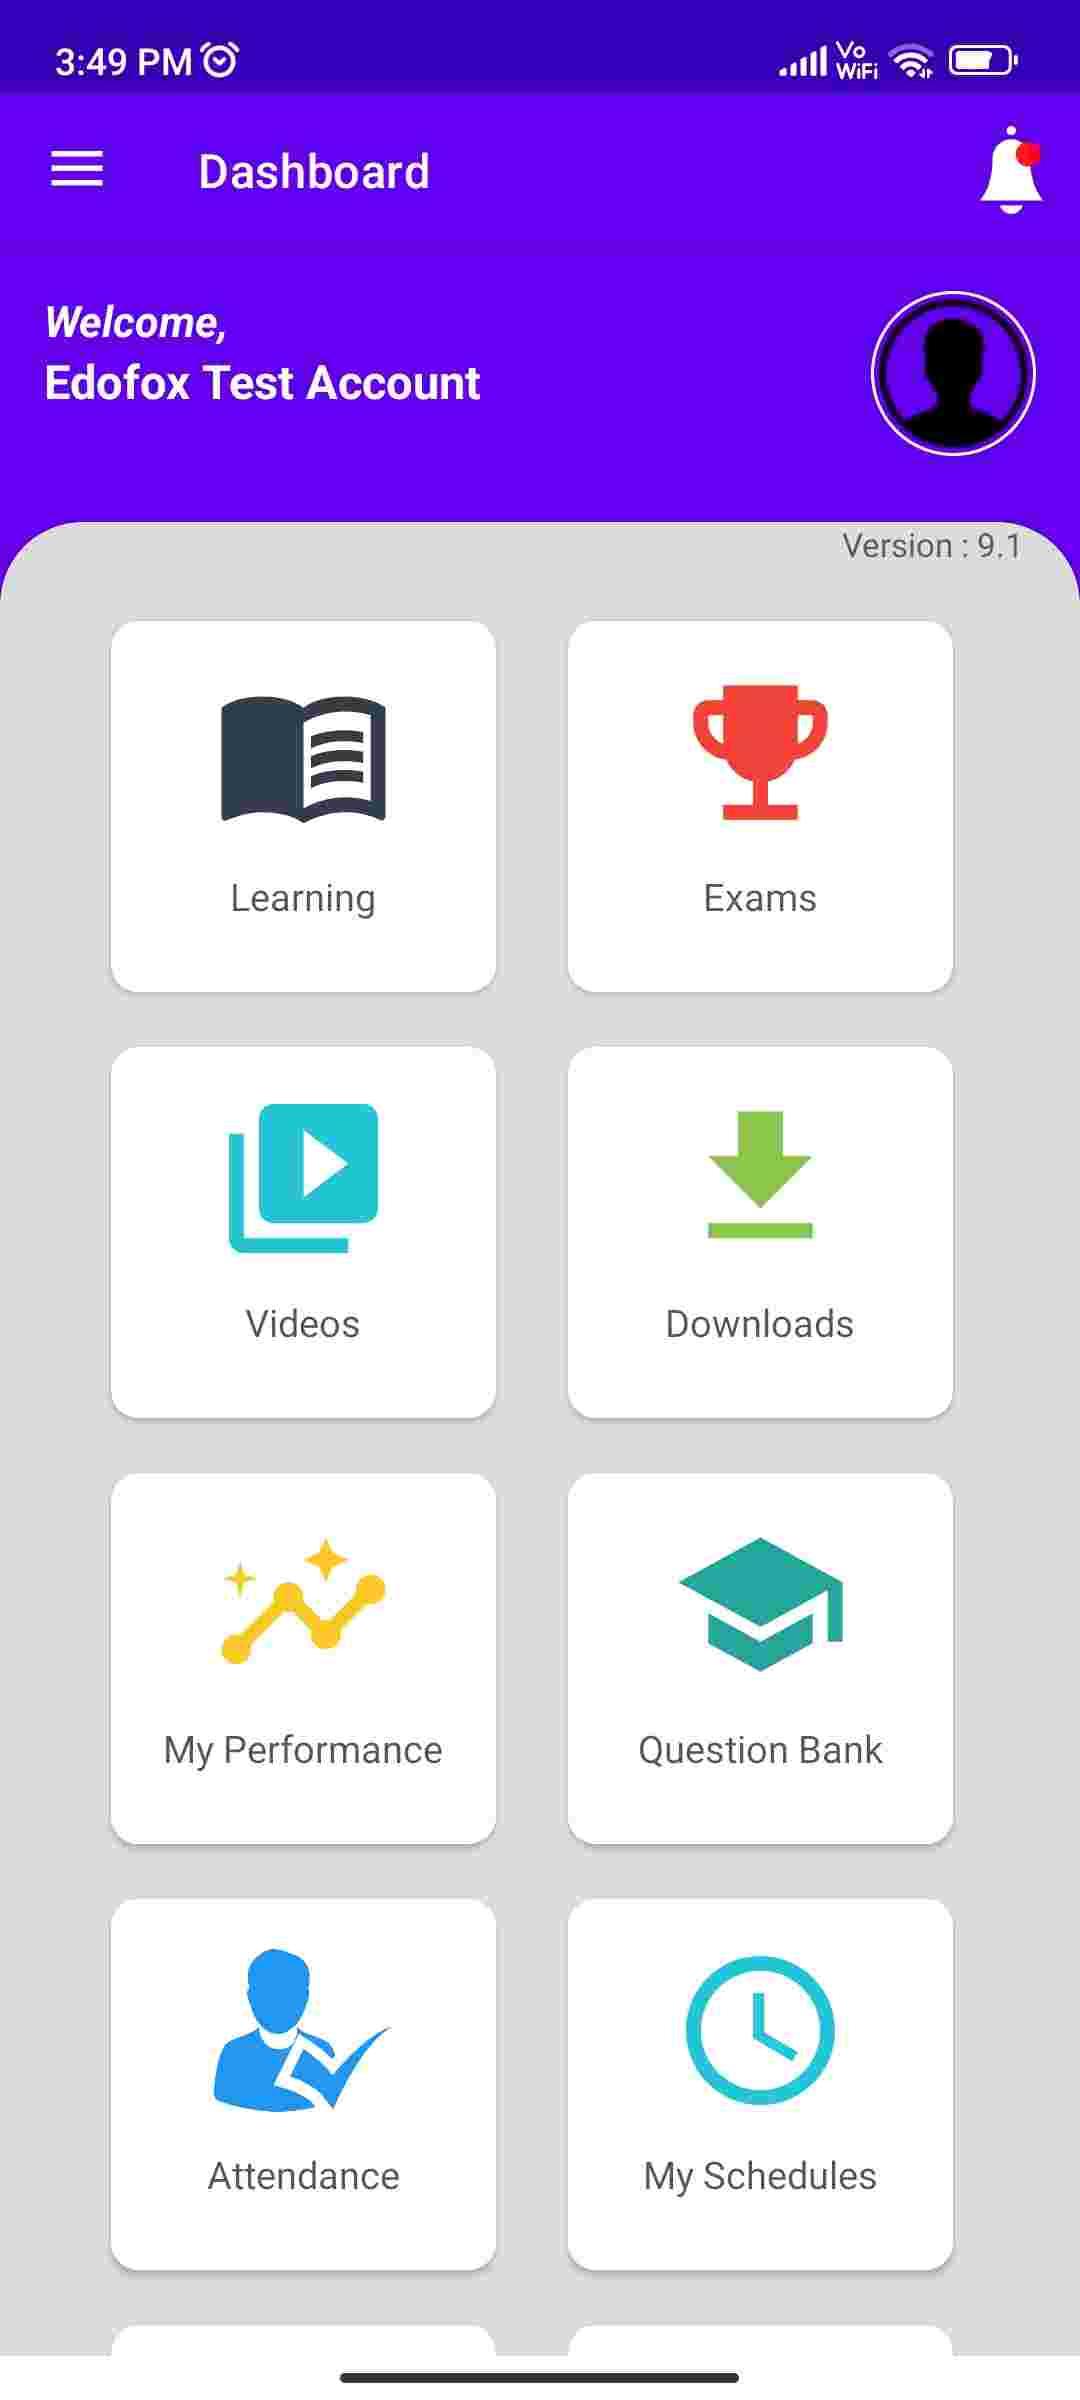 3:49 PM
Vo
WiFi
Dashboard
Welcome,
Edofox Test Account
Version : 9.1
Learning
Exams
Videos
Downloads
My Performance
Question Bank
Attendance
My Schedules